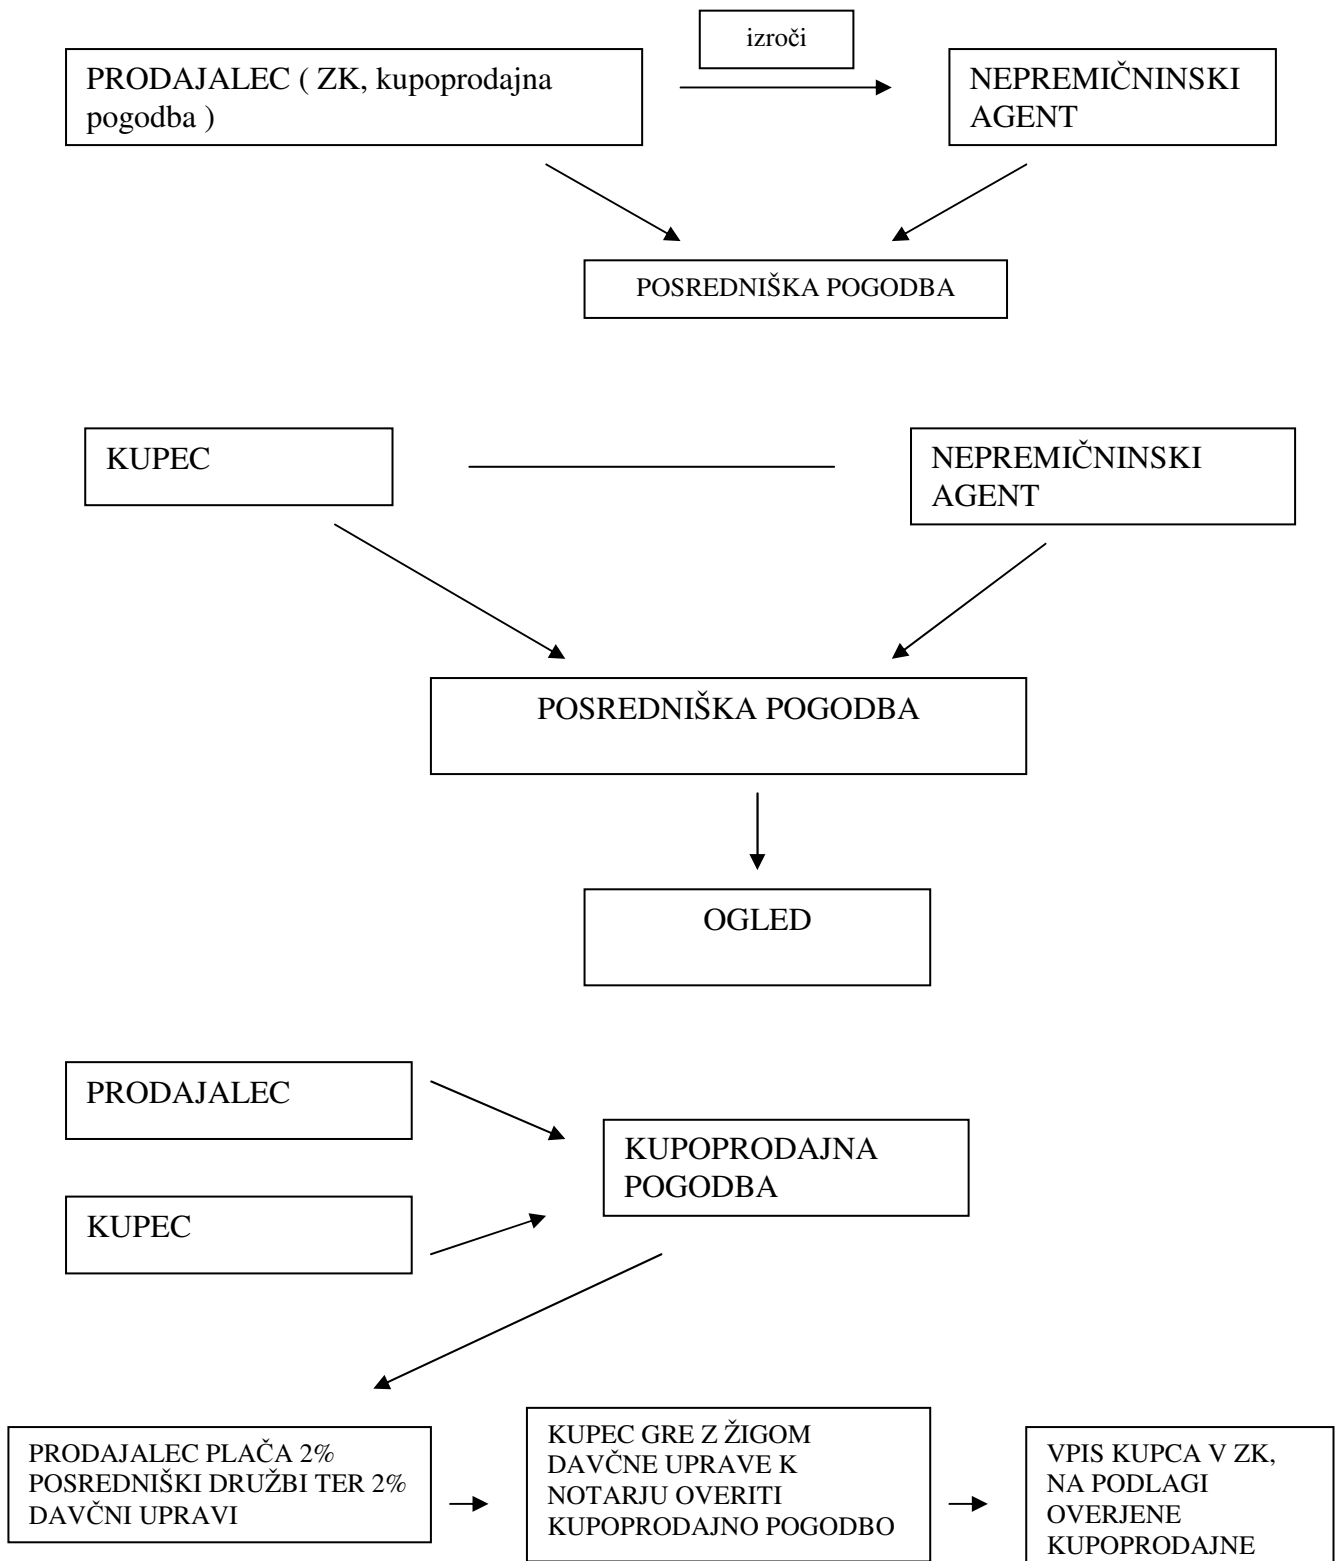 izroči
PRODAJALEC ( ZK, kupoprodajna
pogodba )
NEPREMIČNINSKI
AGENT
POSREDNIŠKA POGODBA
KUPEC
NEPREMIČNINSKI
AGENT
POSREDNIŠKA POGODBA
OGLED
PRODAJALEC
KUPOPRODAJNA
POGODBA
KUPEC
PRODAJALEC PLAČA 2%
POSREDNIŠKI DRUŽBI TER 2%
DAVČNI UPRAVI
KUPEC GRE Z ŽIGOM
DAVČNE UPRAVE K
NOTARJU OVERITI
KUPOPRODAJNO POGODBO
VPIS KUPCA V ZK,
NA PODLAGI
OVERJENE
KUPOPRODAJNE